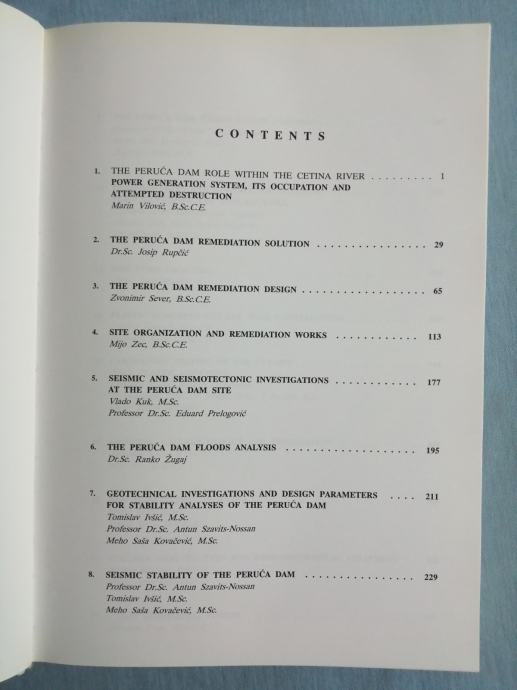 CONTENTS
1. THE PERUĆA DAM ROLE WITHIN THE CETINA RIVER ......... 1
POWER GENERATION SYSTEM, ITS OCCUPATION AND
ATTEMPTED DESTRUCTION
Marin Vilović, B.Sc.C.E.
2. THE PERUĆA DAM REMEDIATION SOLUTION ................ 29
Dr.Sc. Josip Rupčić
3. THE PERUĆA DAM REMEDIATION DESIGN .................. 65
Zvonimir Sever, B.Sc.C.E.
4. SITE ORGANIZATION AND REMEDIATION WORKS ............ 113
Mijo Zec, B.Sc.C.E.
5. SEISMIC AND SEISMOTECTONIC INVESTIGATIONS ............ 177
AT THE PERUĆA DAM SITE
Vlado Kuk, M.Sc.
Professor Dr.Sc. Eduard Prelogović
6. THE PERUĆA DAM FLOODS ANALYSIS ................... 195
Dr.Sc. Ranko Žugaj
7. GEOTECHNICAL INVESTIGATIONS AND DESIGN PARAMETERS .... 211
FOR STABILITY ANALYSES OF THE PERUĆA DAM
Tomislav Ivšić, M.Sc.
Professor Dr.Sc. Antun Szavits-Nossan
Meho Saša Kovačević, M.Sc.
8. SEISMIC STABILITY OF THE PERUĆA DAM ................ 229
Professor Dr.Sc. Antun Szavits-Nossan
Tomislav Ivšić, M.Sc.
Meho Saša Kovačević, M.Sc.